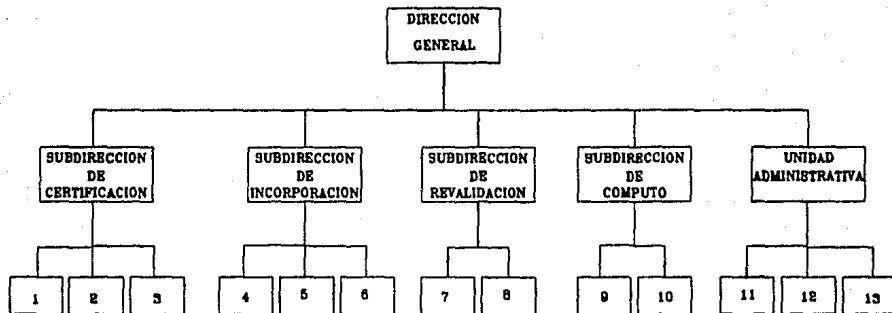 DIRECCION
GENERAL
SUBDIRECCION
DE
CERTIFICACION
SUBDIRECCION
DE
INCORPORACION
SUBDIRECCION
DE
REVALIDACION
SUBDIRECCION
DE
COMPUTO
UNIDAD
ADMINISTRATIVA
1 2 3 4 5 6 7 8 9 10 11 12 13